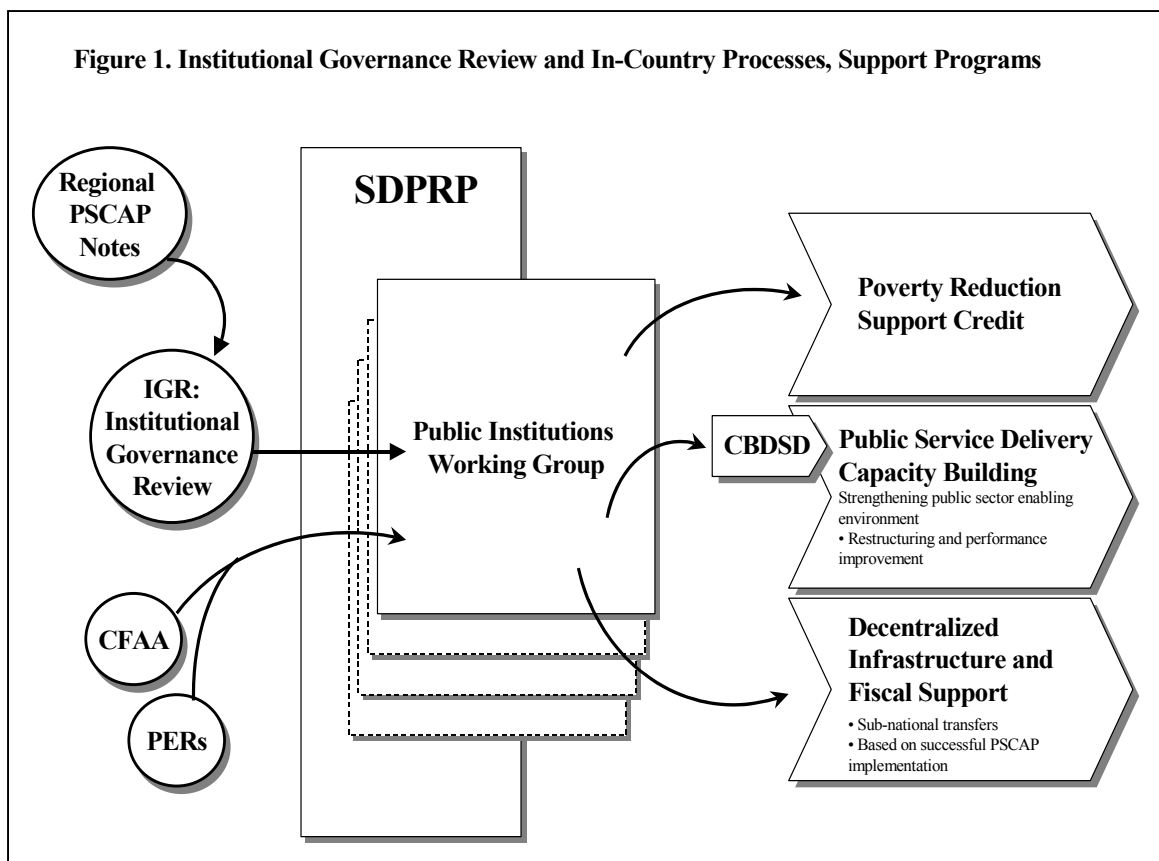 Figure 1. Institutional Governance Review and In-Country Processes, Support Programs
Regional
PSCAP
Notes
IGR:
Institutional
Governance
Review
CFAA
PERs
SDPRP
Public Institutions
Working Group
Poverty Reduction
Support Credit
CBDSD
Public Service Delivery
Capacity Building
Strengthening public sector enabling
environment
• Restructuring and performance
improvement
Decentralized
Infrastructure and
Fiscal Support
• Sub-national transfers
• Based on successful PSCAP
implementation